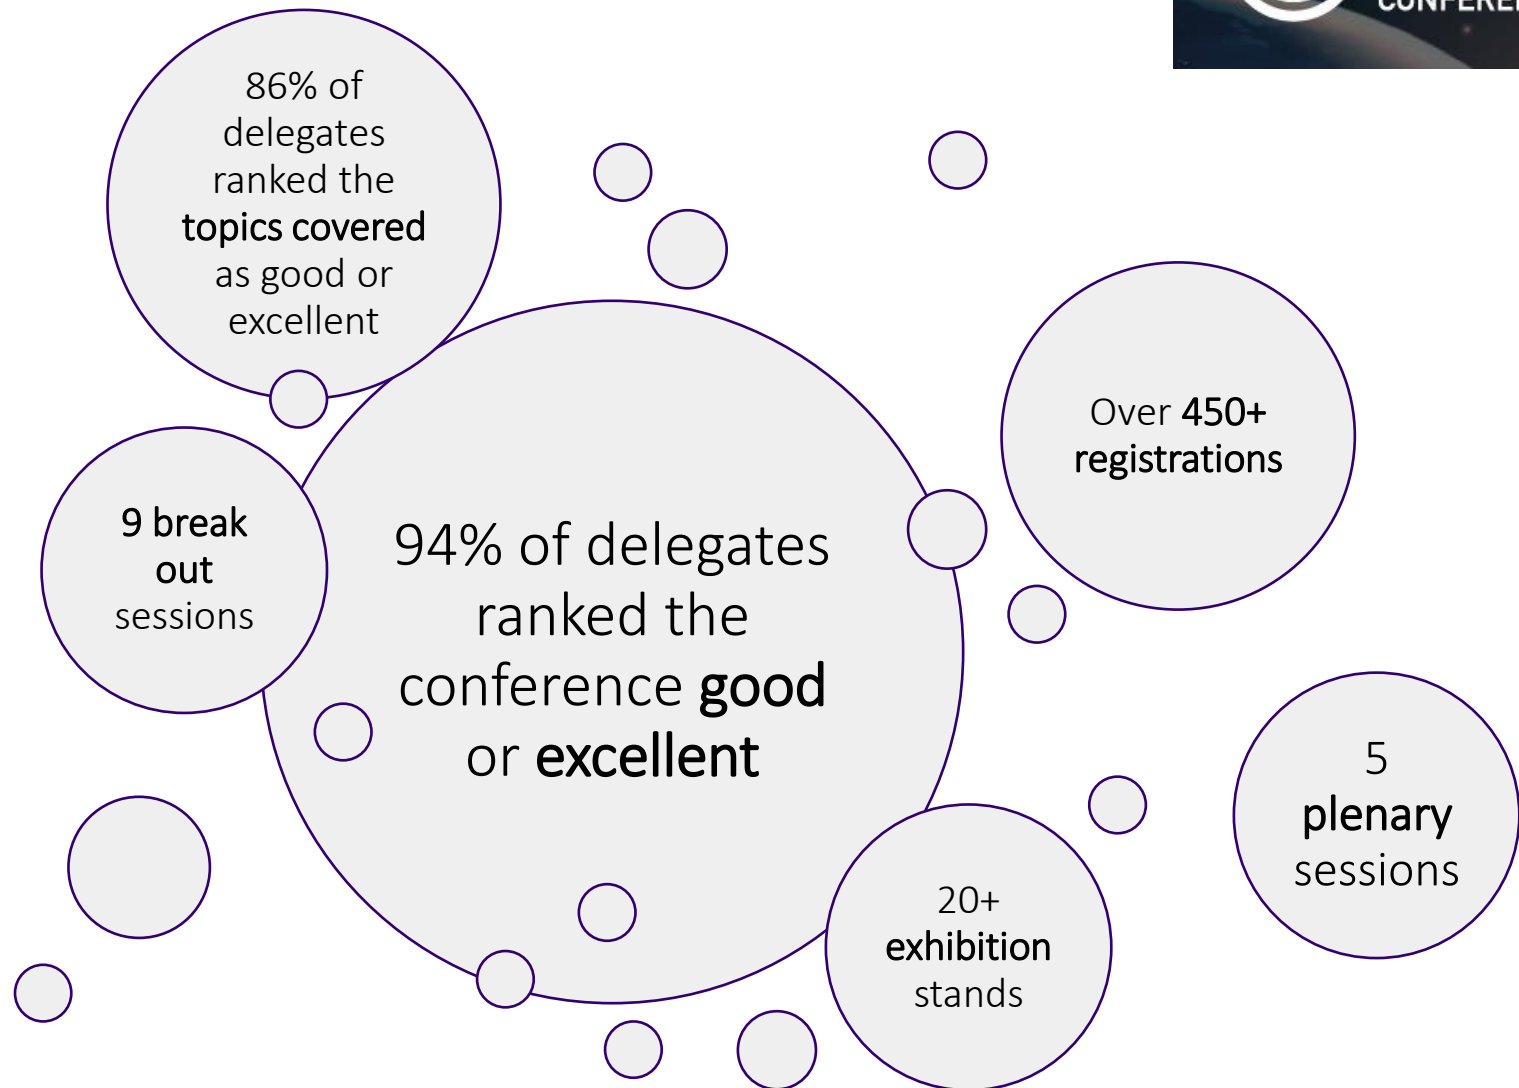 86% of
delegates
ranked the
topics covered
as good or
excellent
Over 450+
registrations
9 break
out
sessions
94% of delegates
ranked the
conference good
or excellent
5
plenary
sessions
20+
exhibition
stands